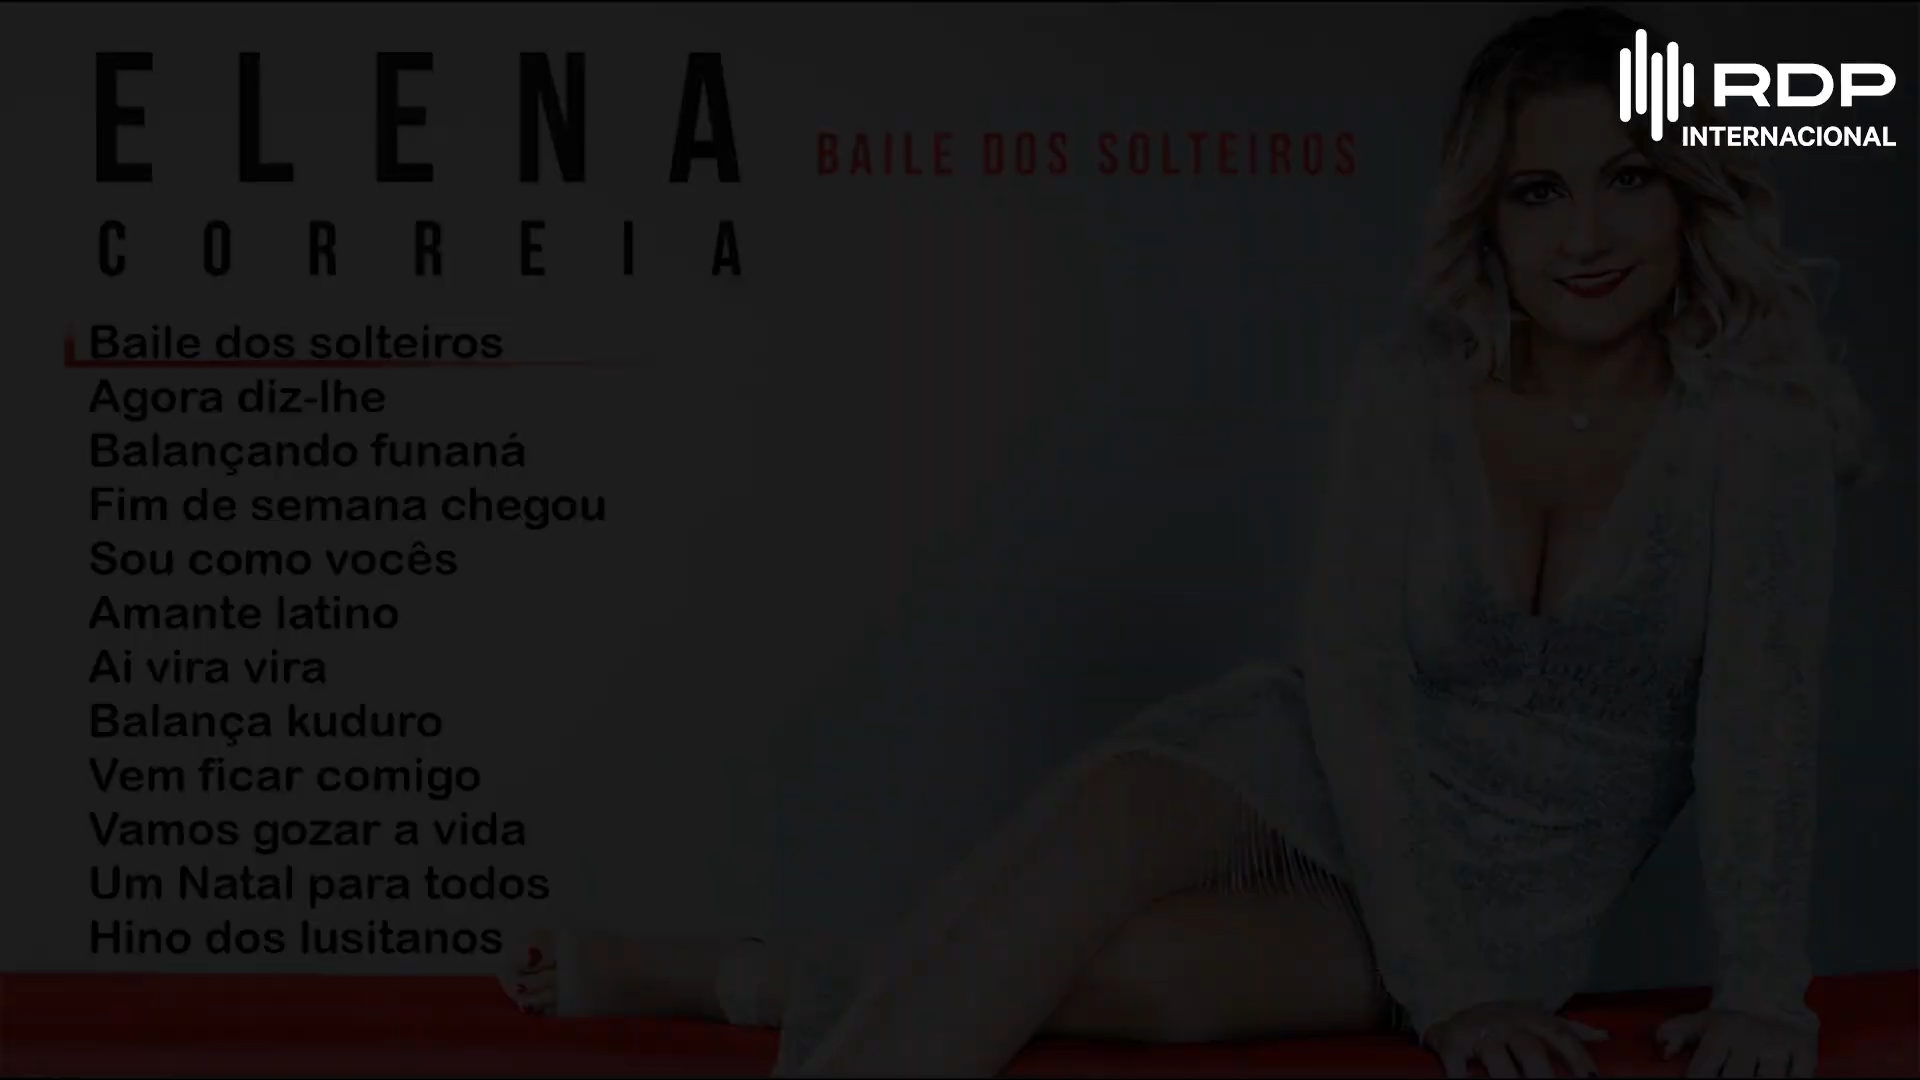 ELENA
CORREIA
BAILE DOS SOLTEIROS
RDP
INTERNACIONAL
Baile dos solteiros
Agora diz-lhe
Balançando funaná
Fim de semana chegou
Sou como vocês
Amante latino
Ai vira vira
Balança kuduro
Vem ficar comigo
Vamos gozar a vida
Um Natal para todos
Hino dos lusitanos